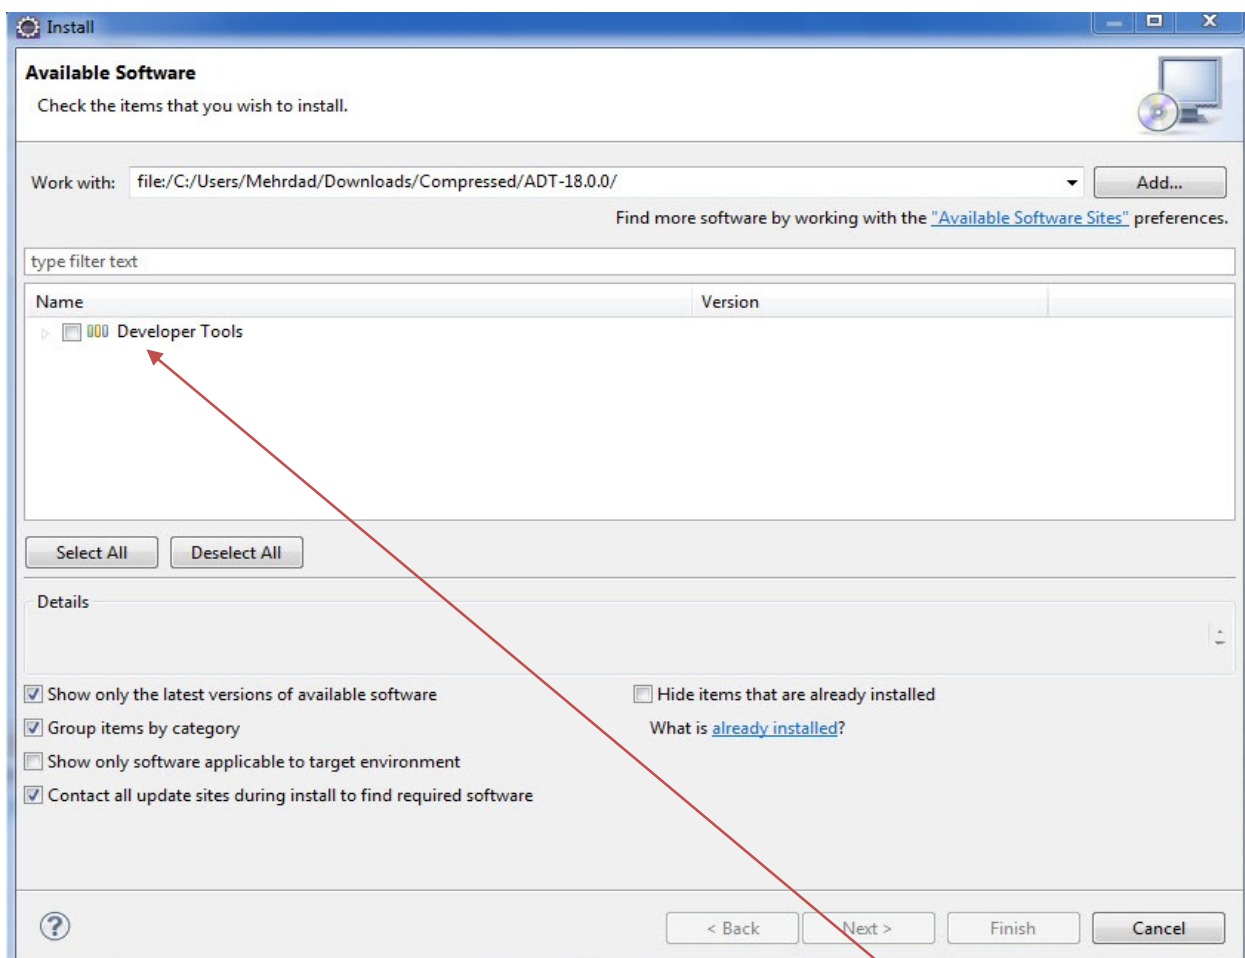 Install
Available Software
Check the items that you wish to install.
Work with: file:/C:/Users/Mehrdad/Downloads/Compressed/ADT-18.0.0/ Add...
Find more software by working with the "Available Software Sites" preferences.
type filter text
Name Version
Developer Tools
Select All Deselect All
Details
Show only the latest versions of available software Hide items that are already installed
Group items by category What is already installed?
Show only software applicable to target environment
Contact all update sites during install to find required software
? < Back Next > Finish Cancel